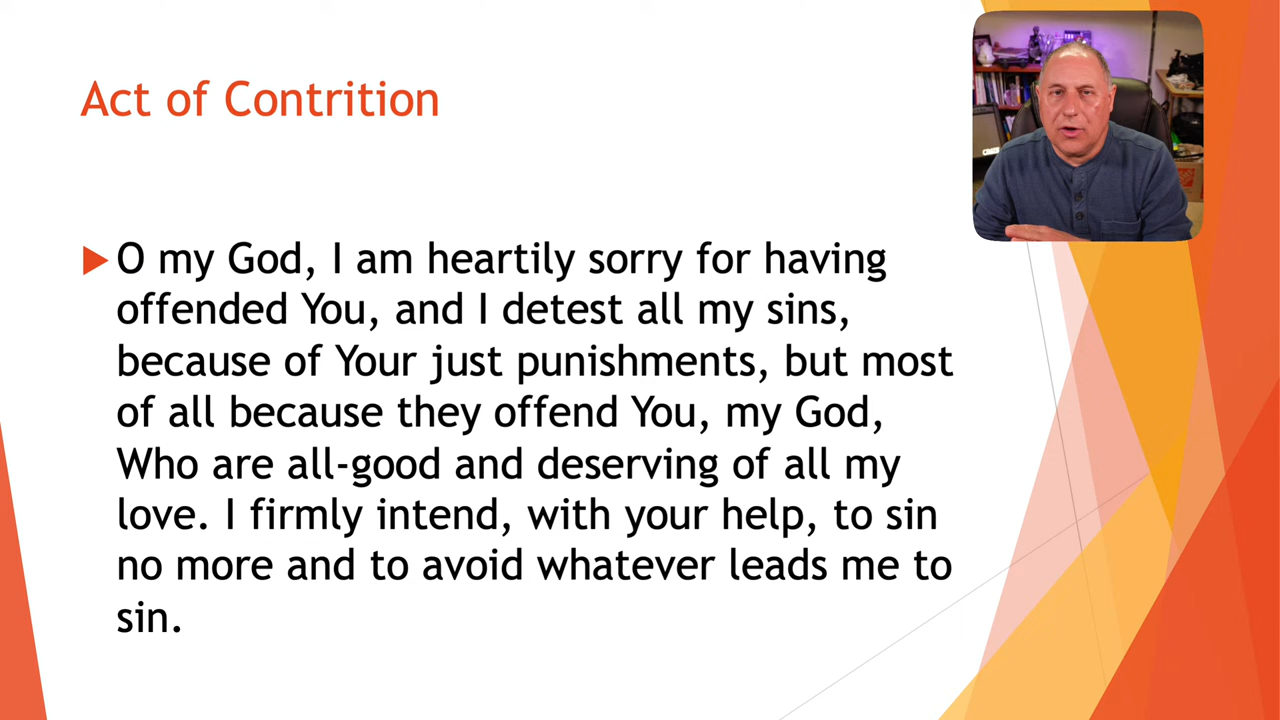 Act of Contrition
O my God, I am heartily sorry for having
offended You, and I detest all my sins,
because of Your just punishments, but most
of all because they offend You, my God,
Who are all-good and deserving of all my
love. I firmly intend, with your help, to sin
no more and to avoid whatever leads me to
sin.